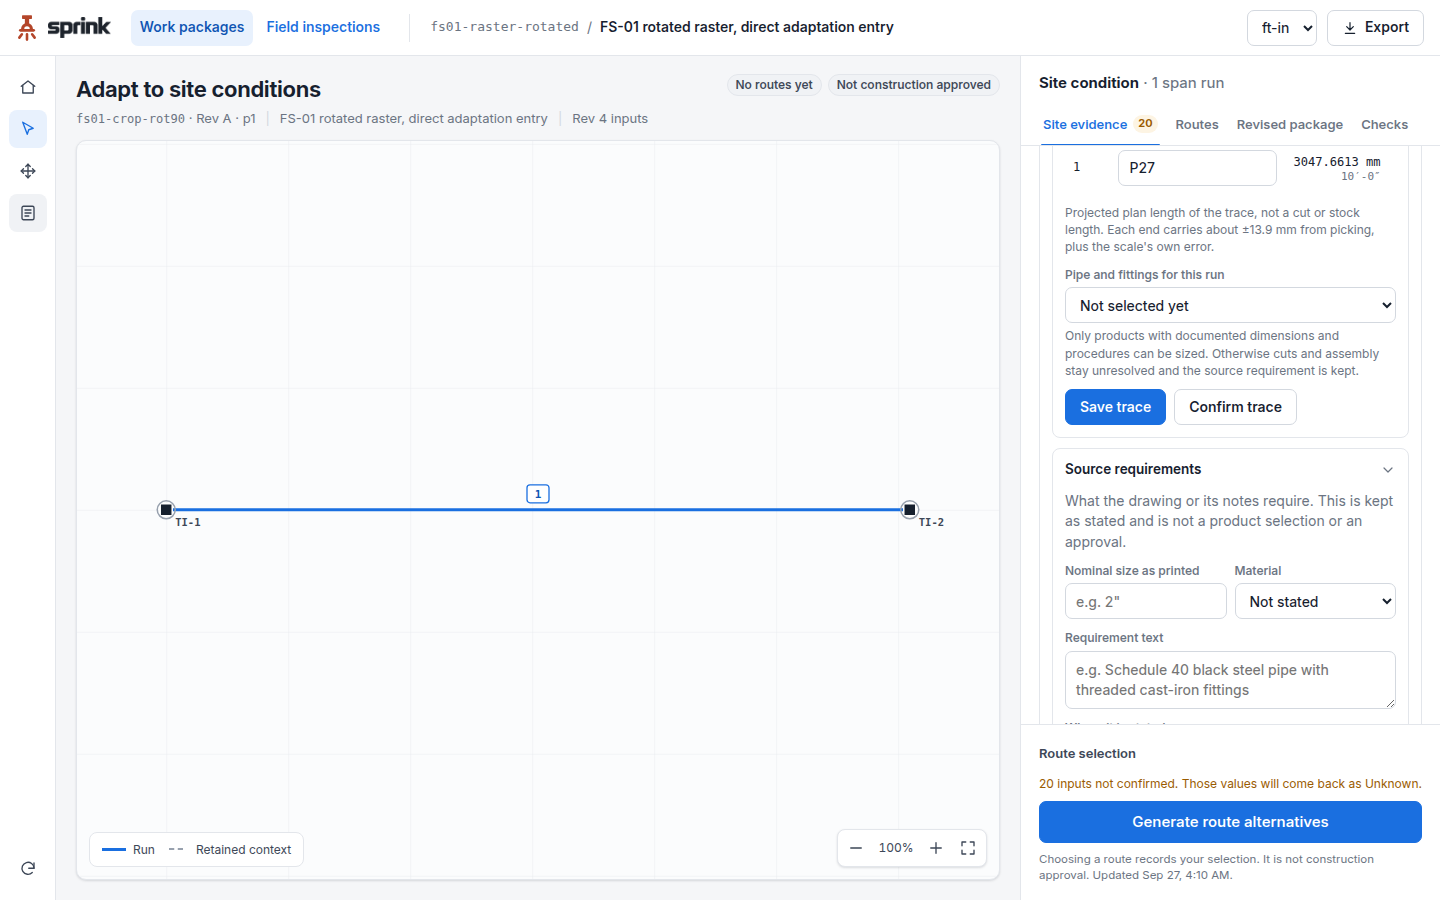 sprink
Work packages
Field inspections
fs01-raster-rotated / FS-01 rotated raster, direct adaptation entry
ft-in
Export
Adapt to site conditions
No routes yet
Not construction approved
fs01-crop-rot90 · Rev A · p1 | FS-01 rotated raster, direct adaptation entry | Rev 4 inputs
1
TI-1
TI-2
Run
Retained context
100%
Site condition · 1 span run
Site evidence 20
Routes
Revised package
Checks
1
P27
3047.6613 mm
10'-0"
Projected plan length of the trace, not a cut or stock
length. Each end carries about ±13.9 mm from picking,
plus the scale's own error.
Pipe and fittings for this run
Not selected yet
Only products with documented dimensions and
procedures can be sized. Otherwise cuts and assembly
stay unresolved and the source requirement is kept.
Save trace
Confirm trace
Source requirements
What the drawing or its notes require. This is kept
as stated and is not a product selection or an
approval.
Nominal size as printed
Material
e.g. 2"
Not stated
Requirement text
e.g. Schedule 40 black steel pipe with
threaded cast-iron fittings
Route selection
20 inputs not confirmed. Those values will come back as Unknown.
Generate route alternatives
Choosing a route records your selection. It is not construction
approval. Updated Sep 27, 4:10 AM.